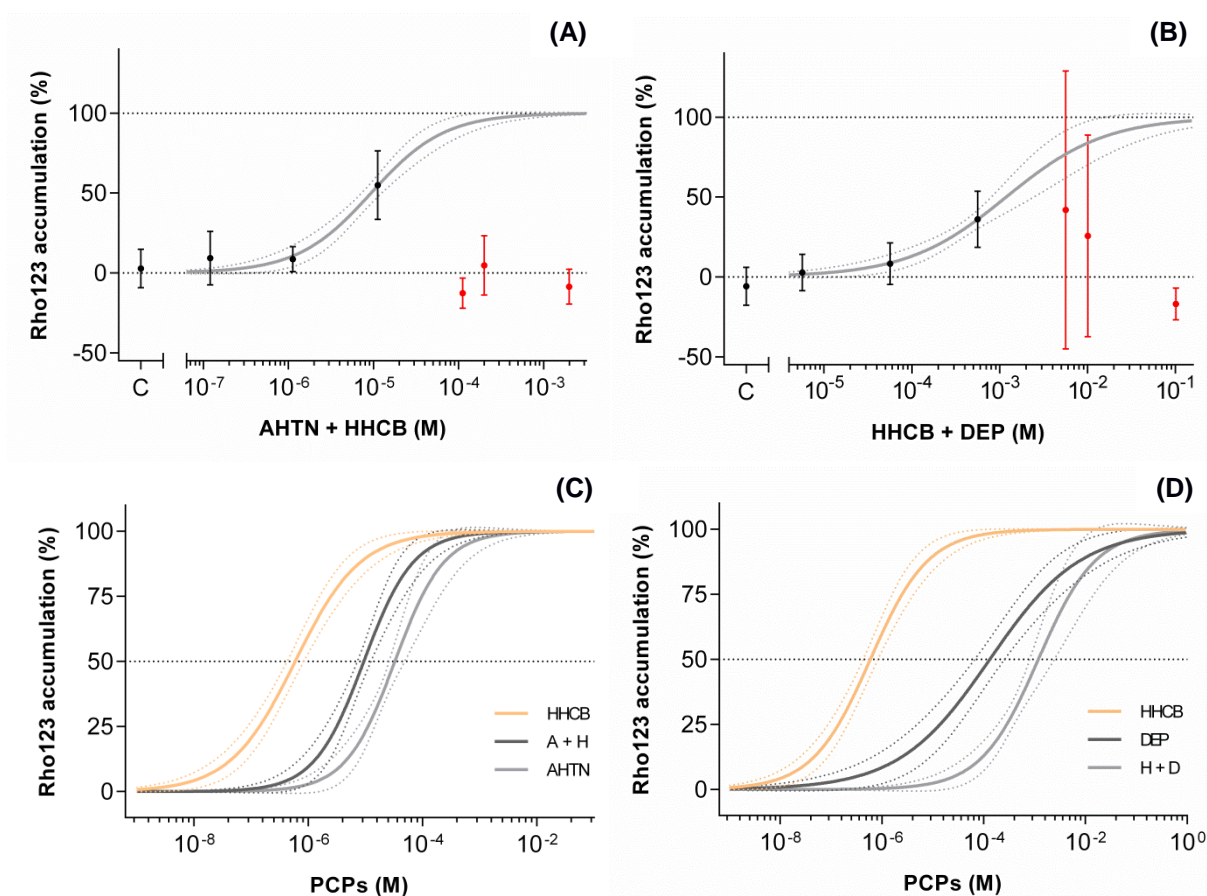 (A)
Rho123 accumulation (%)
100
50
0
-50
C
10-7
10-6
10-5
10-4
10-3
AHTN + HHCB (M)
(B)
Rho123 accumulation (%)
100
50
0
-50
C
10-5
10-4
10-3
10-2
10-1
HHCB + DEP (M)
(C)
Rho123 accumulation (%)
100
75
50
25
0
HHCB
A + H
AHTN
10-8
10-6
10-4
10-2
PCPs (M)
(D)
Rho123 accumulation (%)
100
75
50
25
0
HHCB
DEP
H + D
10-8
10-6
10-4
10-2
100
PCPs (M)